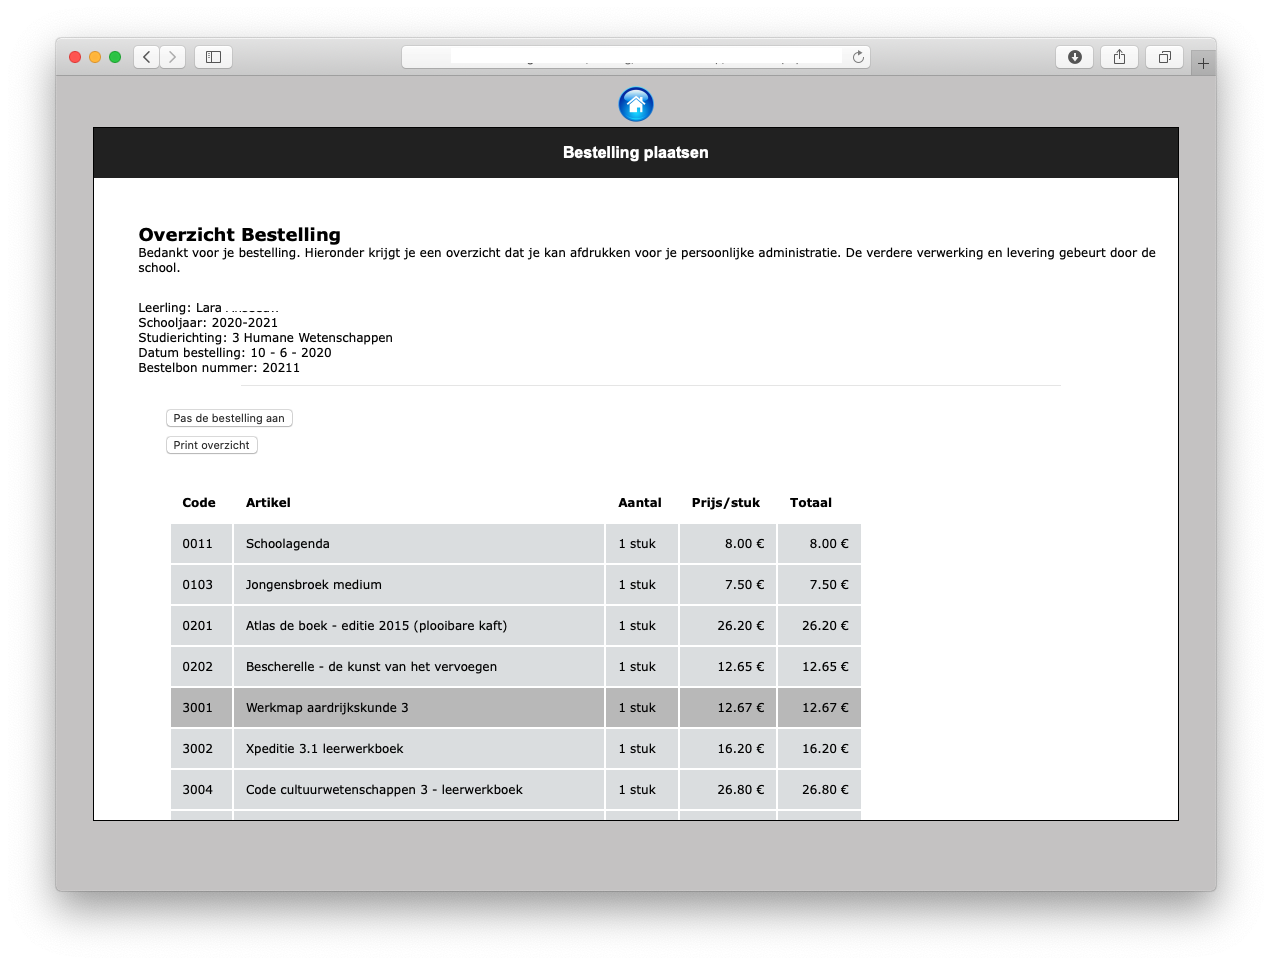 Bestelling plaatsen
Overzicht Bestelling
Bedankt voor je bestelling. Hieronder krijgt je een overzicht dat je kan afdrukken voor je persoonlijke administratie. De verdere verwerking en levering gebeurt door de
school.
Leerling: Lara
Schooljaar: 2020-2021
Studierichting: 3 Humane Wetenschappen
Datum bestelling: 10 - 6 - 2020
Bestelbon nummer: 20211
Pas de bestelling aan
Print overzicht
Code Artikel Aantal Prijs/stuk Totaal
0011 Schoolagenda 1 stuk 8.00 € 8.00 €
0103 Jongensbroek medium 1 stuk 7.50 € 7.50 €
0201 Atlas de boek - editie 2015 (plooibare kaft) 1 stuk 26.20 € 26.20 €
0202 Bescherelle - de kunst van het vervoegen 1 stuk 12.65 € 12.65 €
3001 Werkmap aardrijkskunde 3 1 stuk 12.67 € 12.67 €
3002 Xpeditie 3.1 leerwerkboek 1 stuk 16.20 € 16.20 €
3004 Code cultuurwetenschappen 3 - leerwerkboek 1 stuk 26.80 € 26.80 €